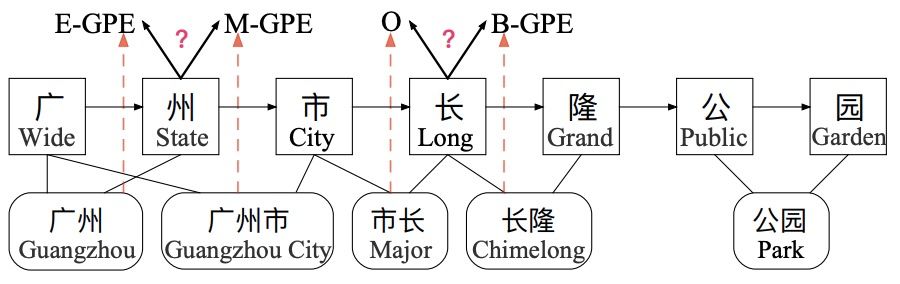 E-GPE ? M-GPE O ? B-GPE
广 州 市 长 隆 公 园
Wide State City Long Grand Public Garden
广州 广州市 市长 长隆 公园
Guangzhou Guangzhou City Major Chimelong Park